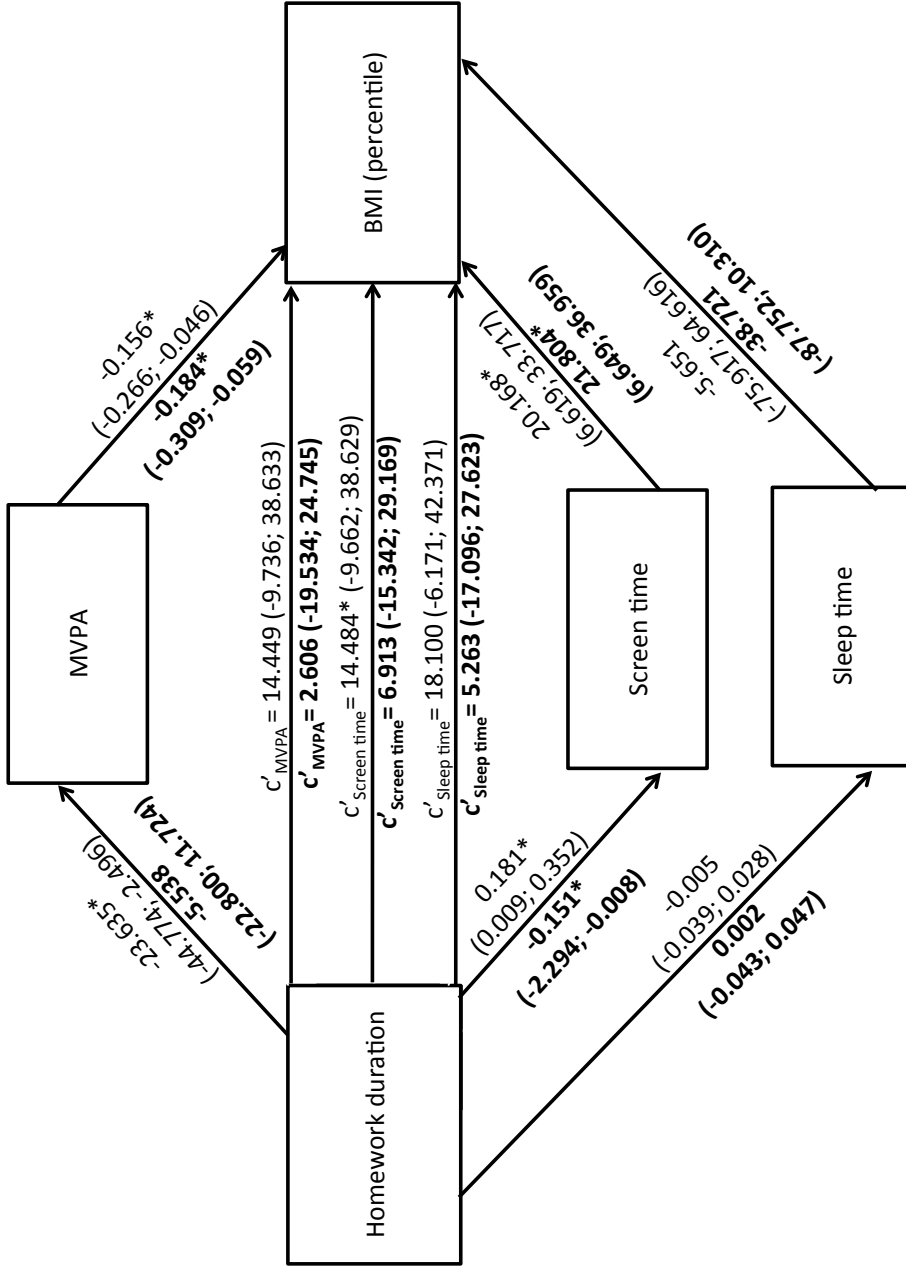 MVPA
-23.635*
(-44.774; -2.496)
-5.538
(-22.800; 11.724)
-0.156*
(-0.266; -0.046)
-0.184*
(-0.309; -0.059)
Homework duration
BMI (percentile)
c'MVPA = 14.449 (-9.736; 38.633)
c'MVPA= 2.606 (-19.534; 24.745)
c'Screen time= 14.484* (-9.662; 38.629)
c'Screen time= 6.913 (-15.342; 29.169)
c'Sleep time= 18.100 (-6.171; 42.371)
c'Sleep time= 5.263 (-17.096; 27.623)
0.181*
(0.009; 0.352)
-0.151*
(-2.294; -0.008)
20.168*
(6.619; 33.717)
21.804*
(6.649; 36.959)
Screen time
-0.005
(-0.039; 0.028)
0.002
(-0.043; 0.047)
-5.651
(-75.917; 64.616)
-38.721
(-87.752; 10.310)
Sleep time